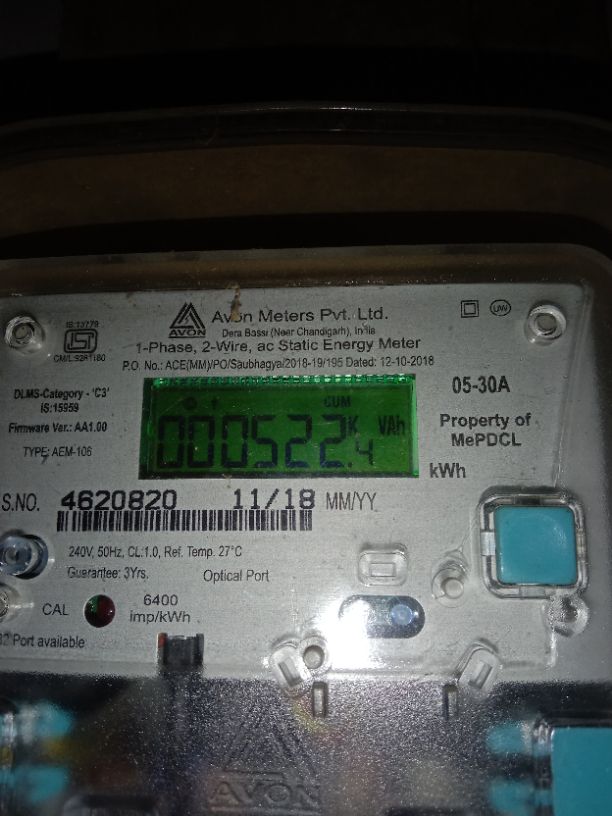 IS:13779
AVON
Avon Meters Pvt. Ltd.
Dera Bassi (Near Chandigarh), India
UW
1-Phase, 2-Wire, ac Static Energy Meter
P.O. No.: ACE(MM)/PO/Saubhagya/2018-19/195 Dated: 12-10-2018
DLMS-Category - 'C3'
IS:15959
Firmware Ver.: AA1.00
TYPE: AEM-106
CUM
000522.4 K VAh
05-30A
Property of
MePDCL
kWh
S.NO. 4620820 11/18 MM/YY
240V, 50Hz, CL:1.0, Ref. Temp. 27°C
Guarantee: 3Yrs. Optical Port
CAL 6400
imp/kWh
Port available
AVON